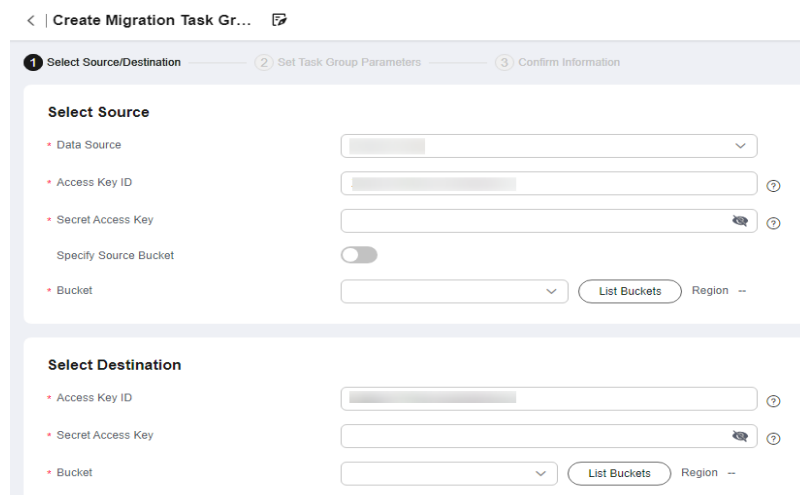 Create Migration Task Gr...
1 Select Source/Destination 2 Set Task Group Parameters 3 Confirm Information
Select Source
* Data Source
* Access Key ID
* Secret Access Key
Specify Source Bucket
* Bucket List Buckets Region --
Select Destination
* Access Key ID
* Secret Access Key
* Bucket List Buckets Region --